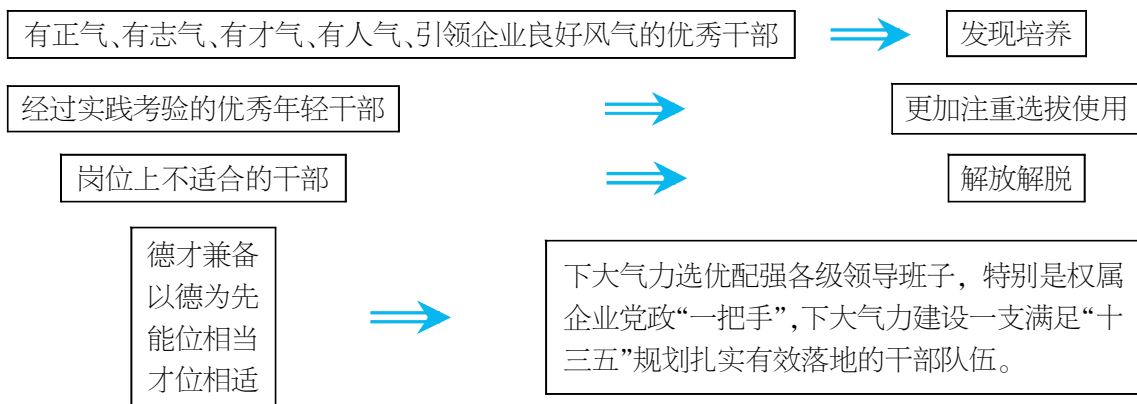 有正气、有志气、有才气、有人气、引领企业良好风气的优秀干部
发现培养
经过实践考验的优秀年轻干部
更加注重选拔使用
岗位上不适合的干部
解放解脱
德才兼备
以德为先
能位相当
才位相适
下大气力选优配强各级领导班子，特别是权属
企业党政“一把手”,下大气力建设一支满足“十
三五”规划扎实有效落地的干部队伍。